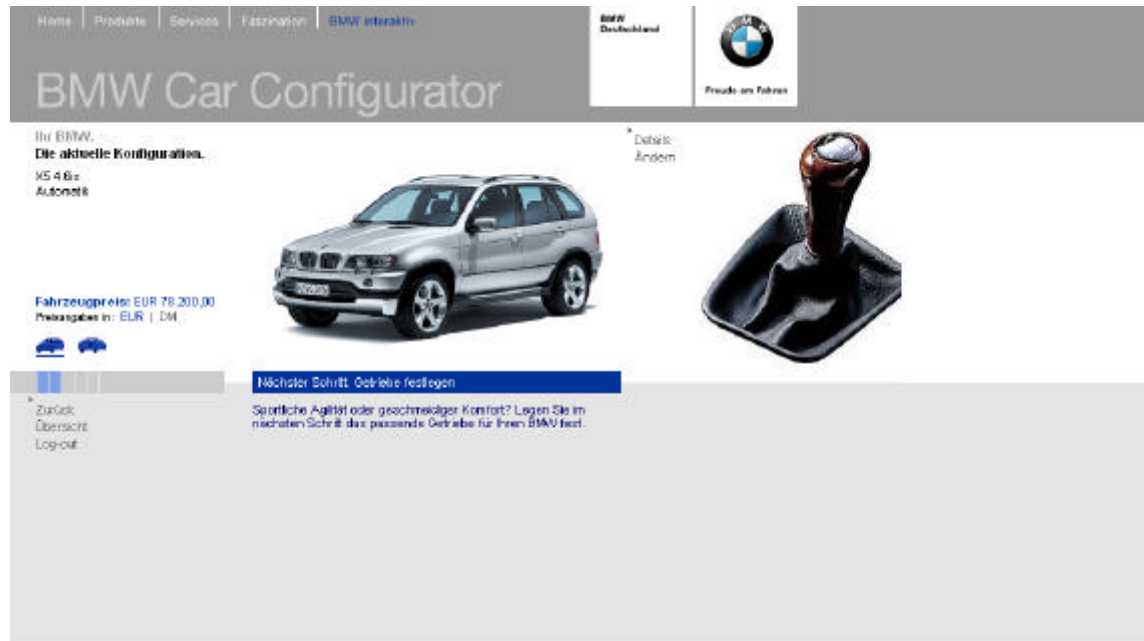 Home | Produkte | Services | Faszination | BMW interaktiv
BMW
Deutschland
BMW Car Configurator
Freude am Fahren
Ihr BMW.
Die aktuelle Konfiguration.
X5 4.6is
Automatik
Details
Ändern
Fahrzeugpreis: EUR 78.200,00
Preisangaben in: EUR | DM
Nächster Schritt: Getriebe festlegen
Zurück
Übersicht
Log-out
Sportliche Agilität oder geschmeidiger Komfort? Legen Sie im
nächsten Schritt das passende Getriebe für Ihren BMW fest.